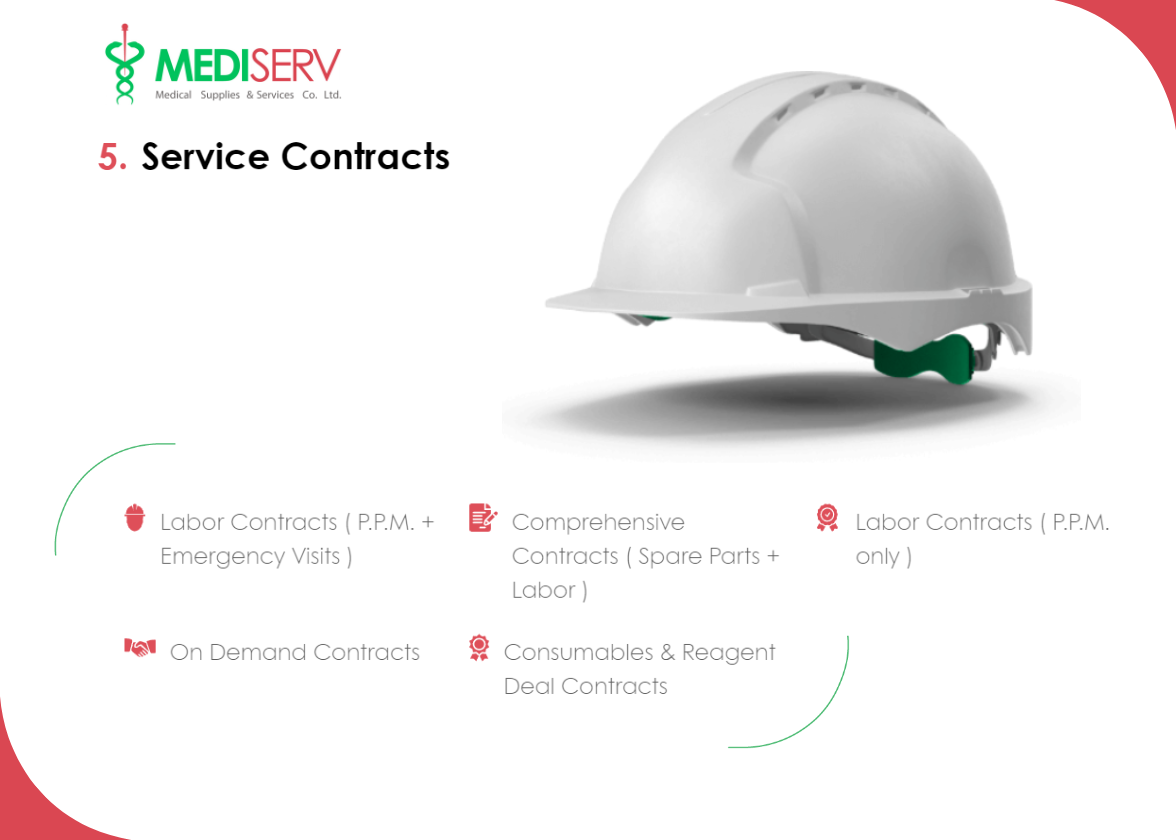 MEDISERV
Medical Supplies & Services Co. Ltd.
5. Service Contracts
Labor Contracts ( P.P.M. +
Emergency Visits )
Comprehensive
Contracts ( Spare Parts +
Labor )
Labor Contracts ( P.P.M.
only )
On Demand Contracts
Consumables & Reagent
Deal Contracts